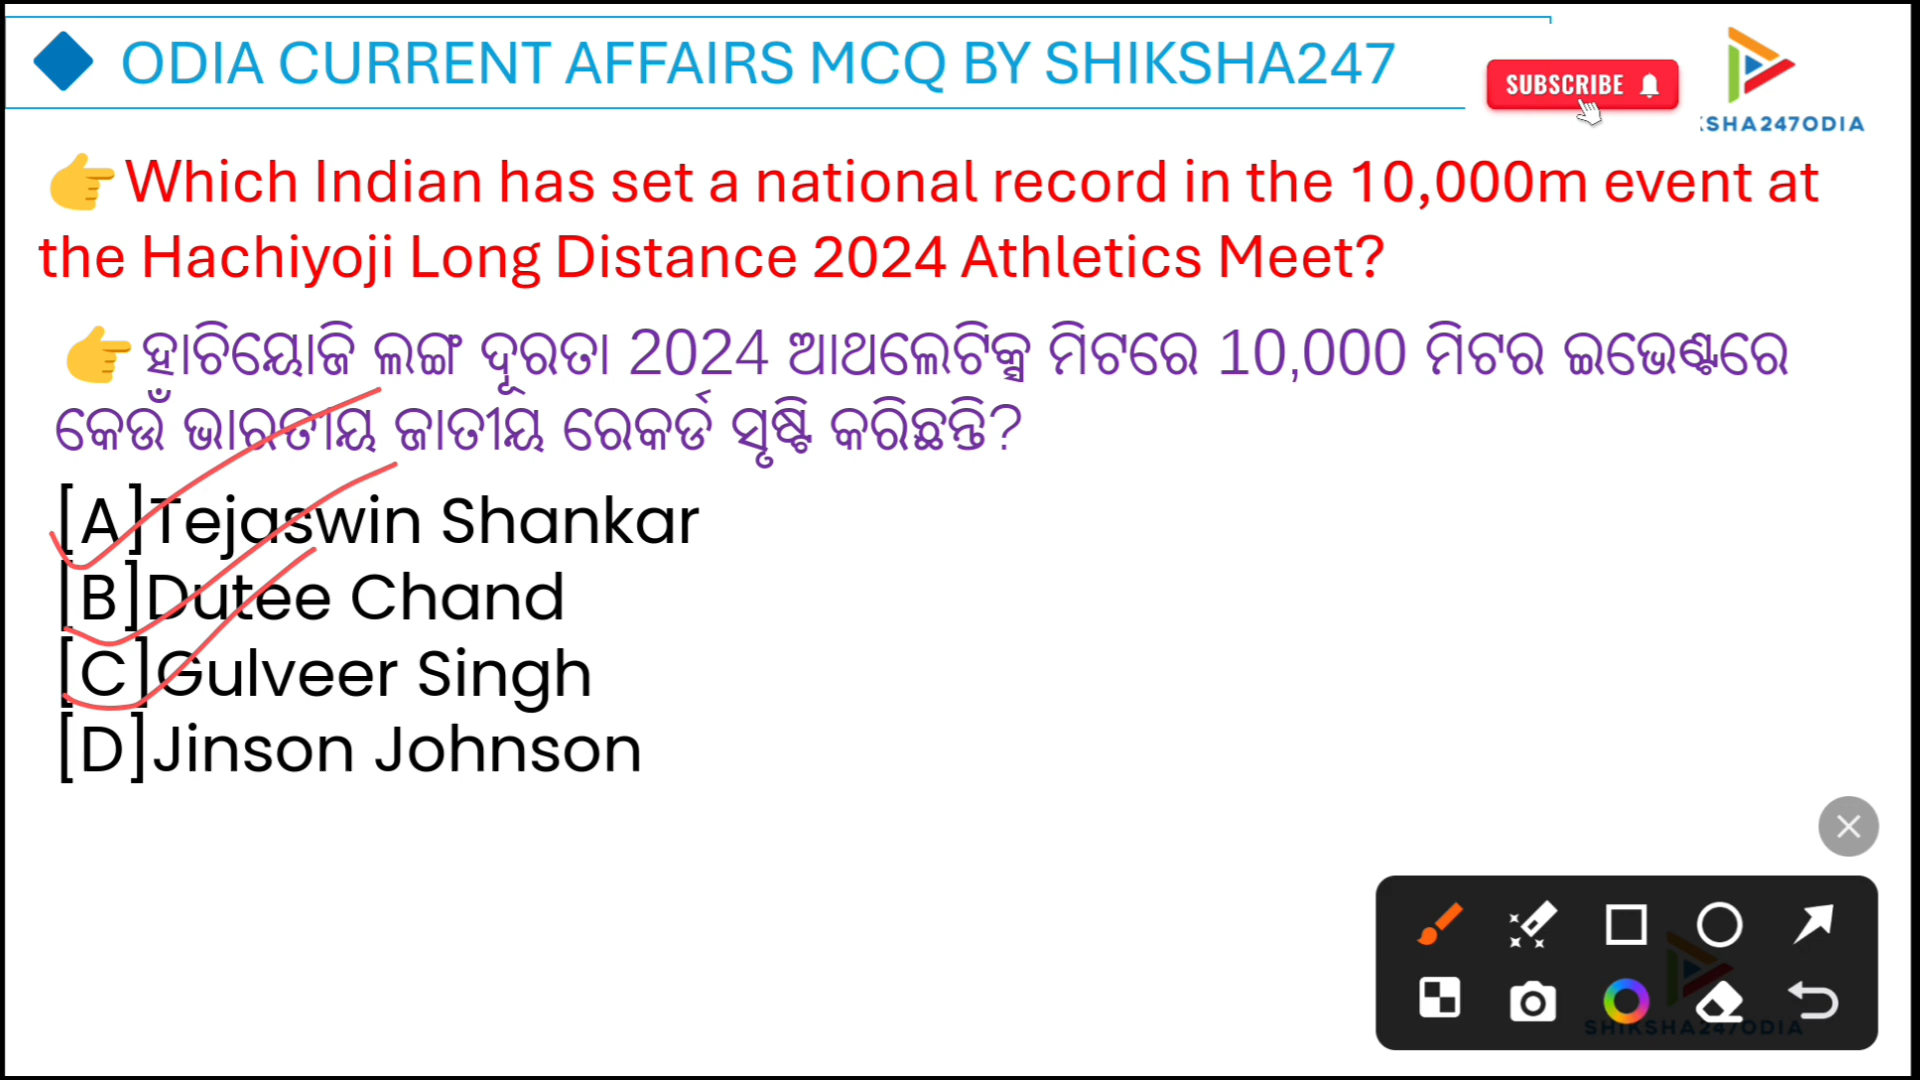 ODIA CURRENT AFFAIRS MCQ BY SHIKSHA247
SUBSCRIBE
SHA247ODIA
👉Which Indian has set a national record in the 10,000m event at
the Hachiyoji Long Distance 2024 Athletics Meet?
👉ହାଚିୟୋଜି ଲଙ୍ଗ ଦୂରତା 2024 ଆଥଲେଟିକ୍ସ ମିଟରେ 10,000 ମିଟର ଇଭେଣ୍ଟରେ
କେଉଁ ଭାରତୀୟ ଜାତୀୟ ରେକର୍ଡ ସୃଷ୍ଟି କରିଛନ୍ତି?
[A]Tejaswin Shankar
[B]Dutee Chand
[C]Gulveer Singh
[D]Jinson Johnson
SHIKSHA247ODIA